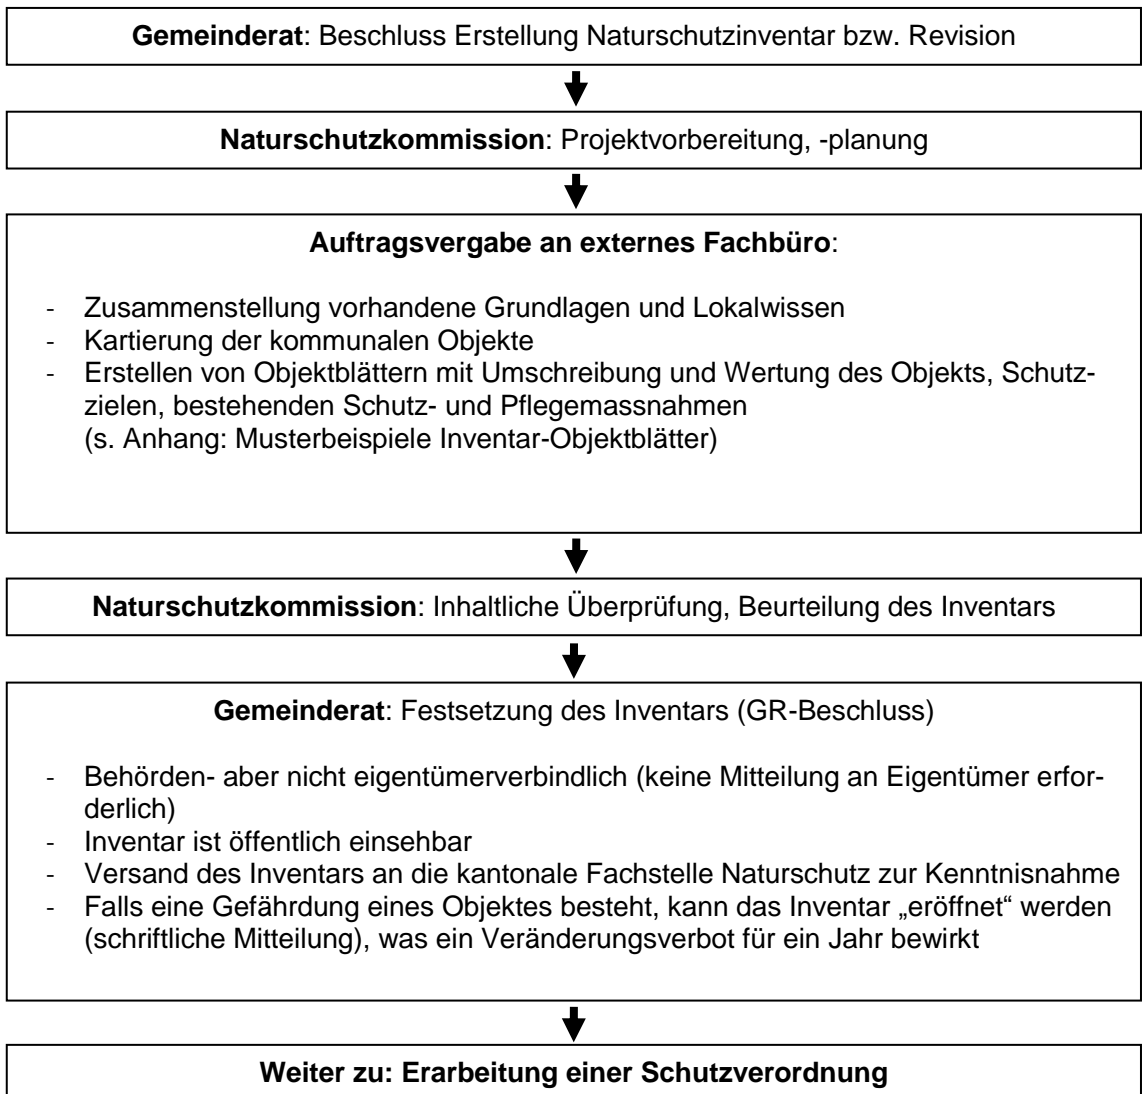 Gemeinderat: Beschluss Erstellung Naturschutzinventar bzw. Revision
Naturschutzkommission: Projektvorbereitung, -planung
Auftragsvergabe an externes Fachbüro:
- Zusammenstellung vorhandene Grundlagen und Lokalwissen
- Kartierung der kommunalen Objekte
- Erstellen von Objektblättern mit Umschreibung und Wertung des Objekts, Schutz-
zielen, bestehenden Schutz- und Pflegemassnahmen
(s. Anhang: Musterbeispiele Inventar-Objektblätter)
Naturschutzkommission: Inhaltliche Überprüfung, Beurteilung des Inventars
Gemeinderat: Festsetzung des Inventars (GR-Beschluss)
- Behörden- aber nicht eigentümerverbindlich (keine Mitteilung an Eigentümer erfor-
derlich)
- Inventar ist öffentlich einsehbar
- Versand des Inventars an die kantonale Fachstelle Naturschutz zur Kenntnisnahme
- Falls eine Gefährdung eines Objektes besteht, kann das Inventar „eröffnet“ werden
(schriftliche Mitteilung), was ein Veränderungsverbot für ein Jahr bewirkt
Weiter zu: Erarbeitung einer Schutzverordnung